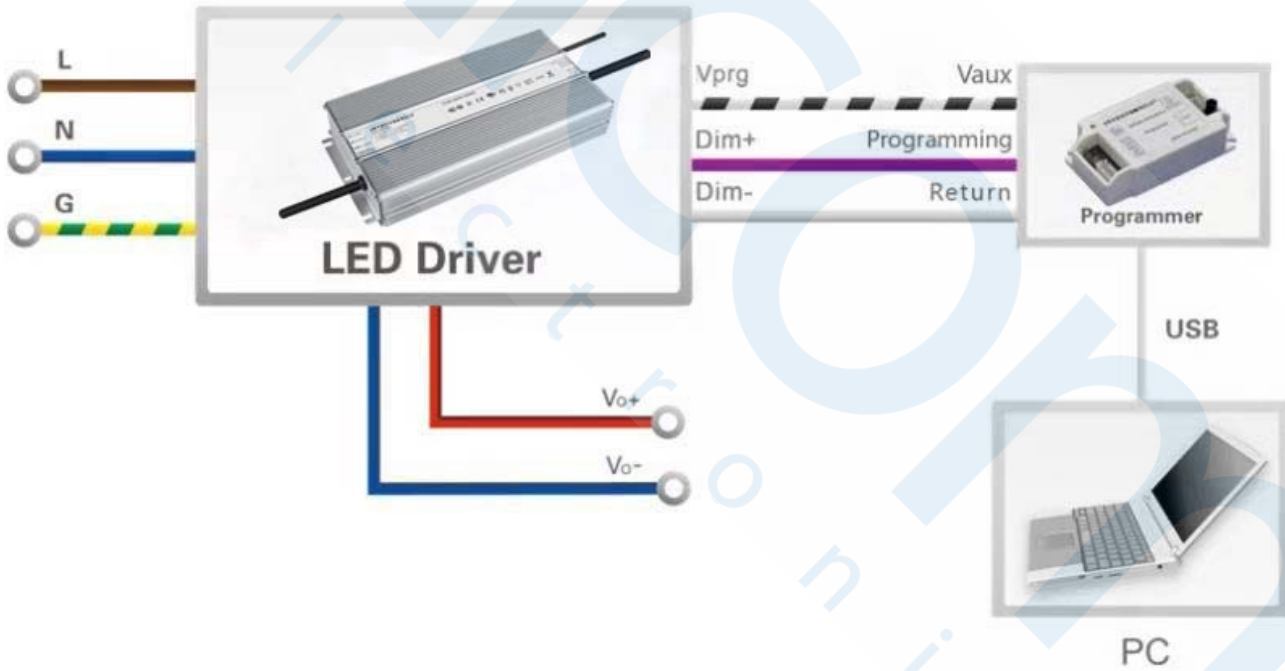 L
N
G
LED Driver
Vprg Vaux
Dim+ Programming
Dim- Return
Programmer
USB
Vo+
Vo-
PC